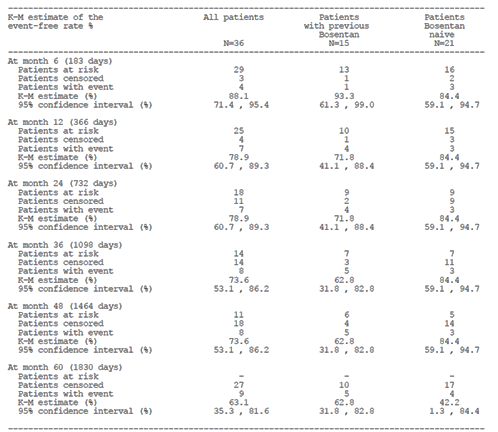 K-M estimate of the All patients Patients Patients
event-free rate % with previous Bosentan
Bosentan naive
N=36 N=15 N=21
At month 6 (183 days)
Patients at risk 29 13 16
Patients censored 3 1 2
Patients with event 4 1 3
K-M estimate (%) 88.1 93.3 84.4
95% confidence interval (%) 71.4 , 95.4 61.3 , 99.0 59.1 , 94.7
At month 12 (366 days)
Patients at risk 25 10 15
Patients censored 4 1 3
Patients with event 7 4 3
K-M estimate (%) 78.9 71.8 84.4
95% confidence interval (%) 60.7 , 89.3 41.1 , 88.4 59.1 , 94.7
At month 24 (732 days)
Patients at risk 18 9 9
Patients censored 11 2 9
Patients with event 7 4 3
K-M estimate (%) 78.9 71.8 84.4
95% confidence interval (%) 60.7 , 89.3 41.1 , 88.4 59.1 , 94.7
At month 36 (1098 days)
Patients at risk 14 7 7
Patients censored 14 3 11
Patients with event 8 5 3
K-M estimate (%) 73.6 62.8 84.4
95% confidence interval (%) 53.1 , 86.2 31.8 , 82.8 59.1 , 94.7
At month 48 (1464 days)
Patients at risk 11 6 5
Patients censored 18 4 14
Patients with event 8 5 3
K-M estimate (%) 73.6 62.8 84.4
95% confidence interval (%) 53.1 , 86.2 31.8 , 82.8 59.1 , 94.7
At month 60 (1830 days)
Patients at risk - - -
Patients censored 27 10 17
Patients with event 9 5 4
K-M estimate (%) 63.1 62.8 42.2
95% confidence interval (%) 35.3 , 81.6 31.8 , 82.8 1.3 , 84.4